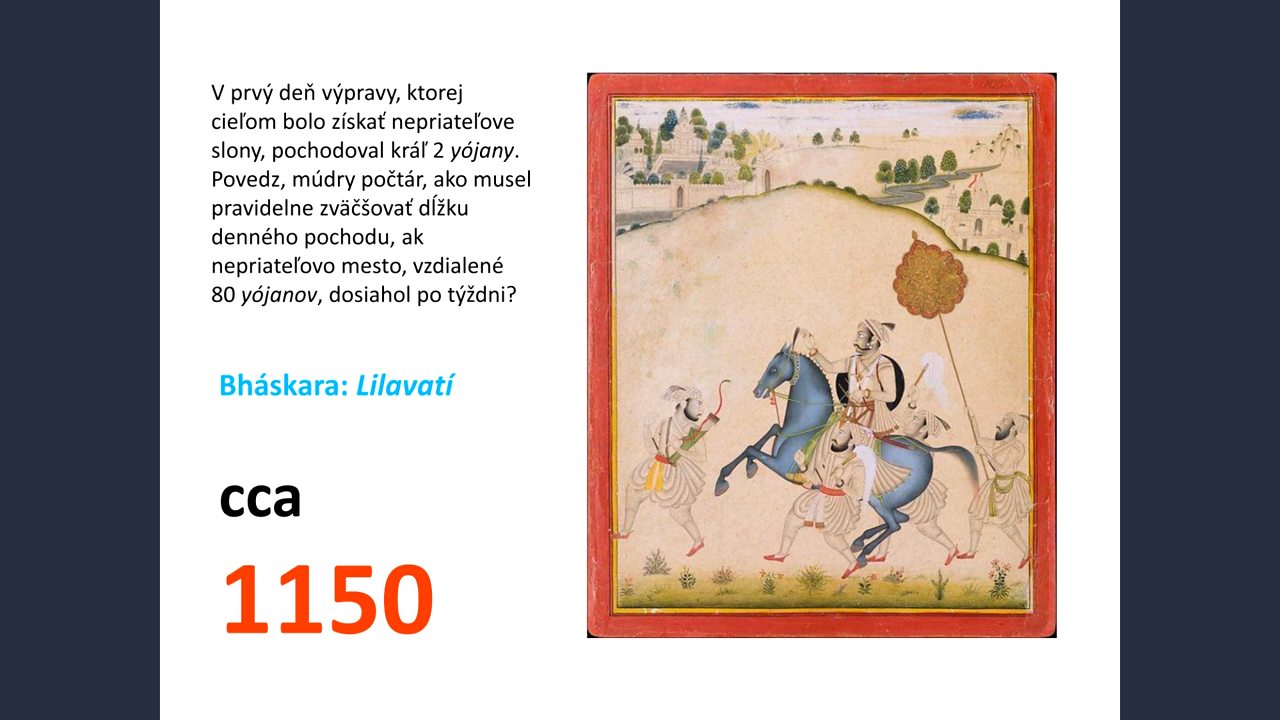 V prvý deň výpravy, ktorej
cieľom bolo získať nepriateľove
slony, pochodoval kráľ 2 yójany.
Povedz, múdry počtár, ako musel
pravidelne zväčšovať dĺžku
denného pochodu, ak
nepriateľovo mesto, vzdialené
80 yójanov, dosiahol po týždni?
Bháskara: Lilavatí
cca
1150